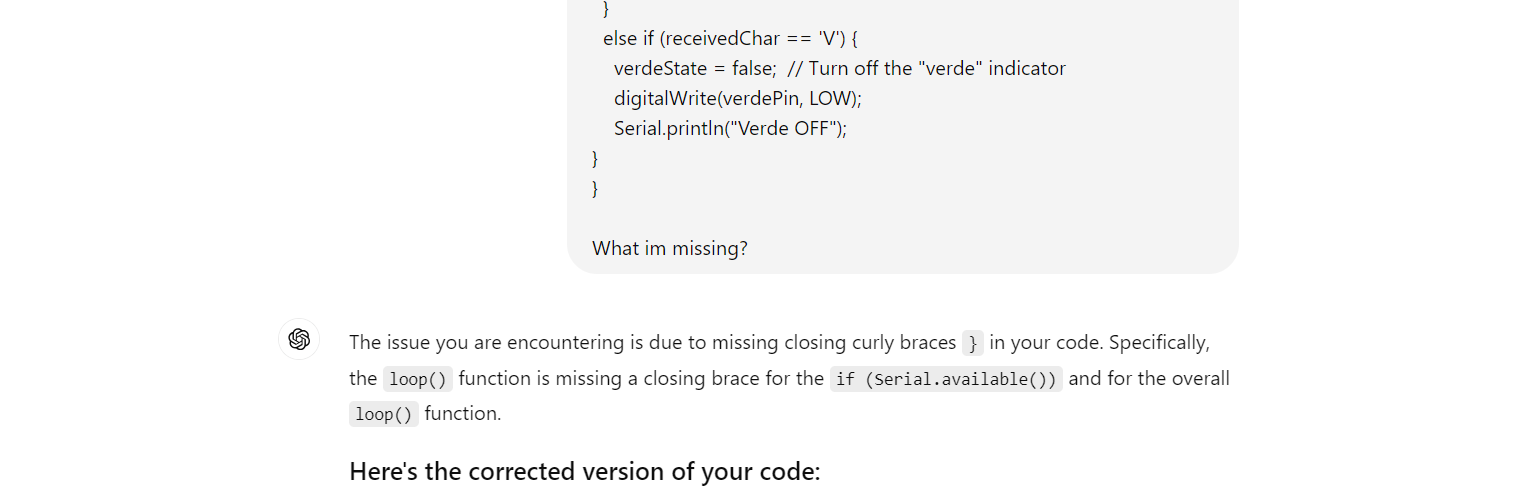 }
else if (receivedChar == 'V') {
verdeState = false;  // Turn off the "verde" indicator
digitalWrite(verdePin, LOW);
Serial.println("Verde OFF");
}
}
What im missing?
The issue you are encountering is due to missing closing curly braces } in your code. Specifically,
the loop() function is missing a closing brace for the if (Serial.available()) and for the overall
loop() function.
Here's the corrected version of your code: